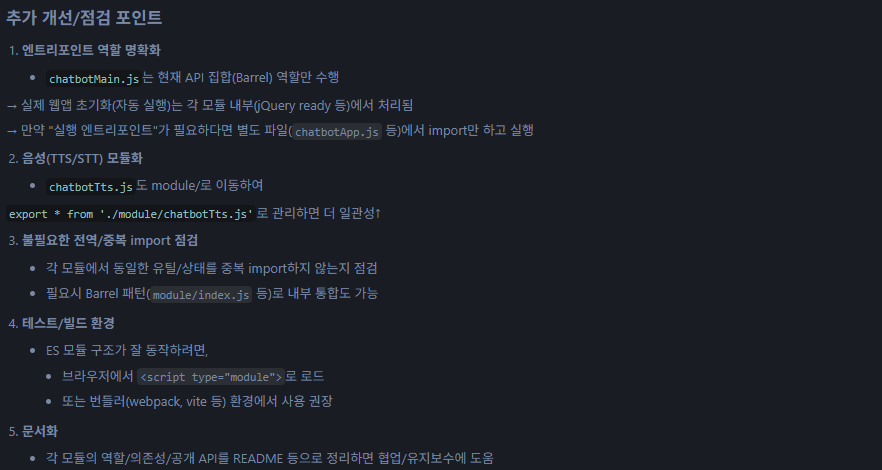 추가 개선/점검 포인트
1. 엔트리포인트 역할 명확화
• chatbotMain.js는 현재 API 집합(Barrel) 역할만 수행
→ 실제 웹앱 초기화(자동 실행)는 각 모듈 내부(jQuery ready 등)에서 처리됨
→ 만약 "실행 엔트리포인트"가 필요하다면 별도 파일(chatbotApp.js 등)에서 import만 하고 실행
2. 음성(TTS/STT) 모듈화
• chatbotTts.js도 module/로 이동하여
export * from './module/chatbotTts.js'로 관리하면 더 일관성↑
3. 불필요한 전역/중복 import 점검
• 각 모듈에서 동일한 유틸/상태를 중복 import하지 않는지 점검
• 필요시 Barrel 패턴(module/index.js 등)로 내부 통합도 가능
4. 테스트/빌드 환경
• ES 모듈 구조가 잘 동작하려면,
• 브라우저에서 <script type="module">로 로드
• 또는 번들러(webpack, vite 등) 환경에서 사용 권장
5. 문서화
• 각 모듈의 역할/의존성/공개 API를 README 등으로 정리하면 협업/유지보수에 도움